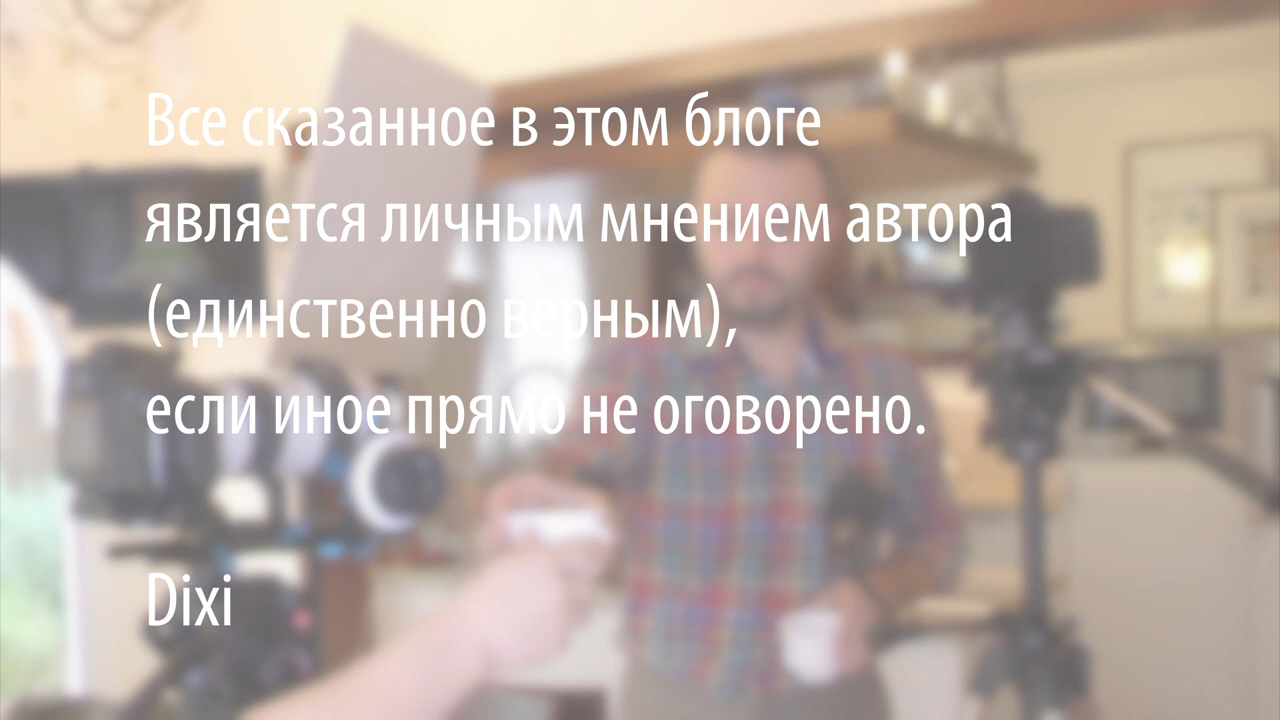 Все сказанное в этом блоге
является личным мнением автора
(единственно верным),
если иное прямо не оговорено.
Dixi